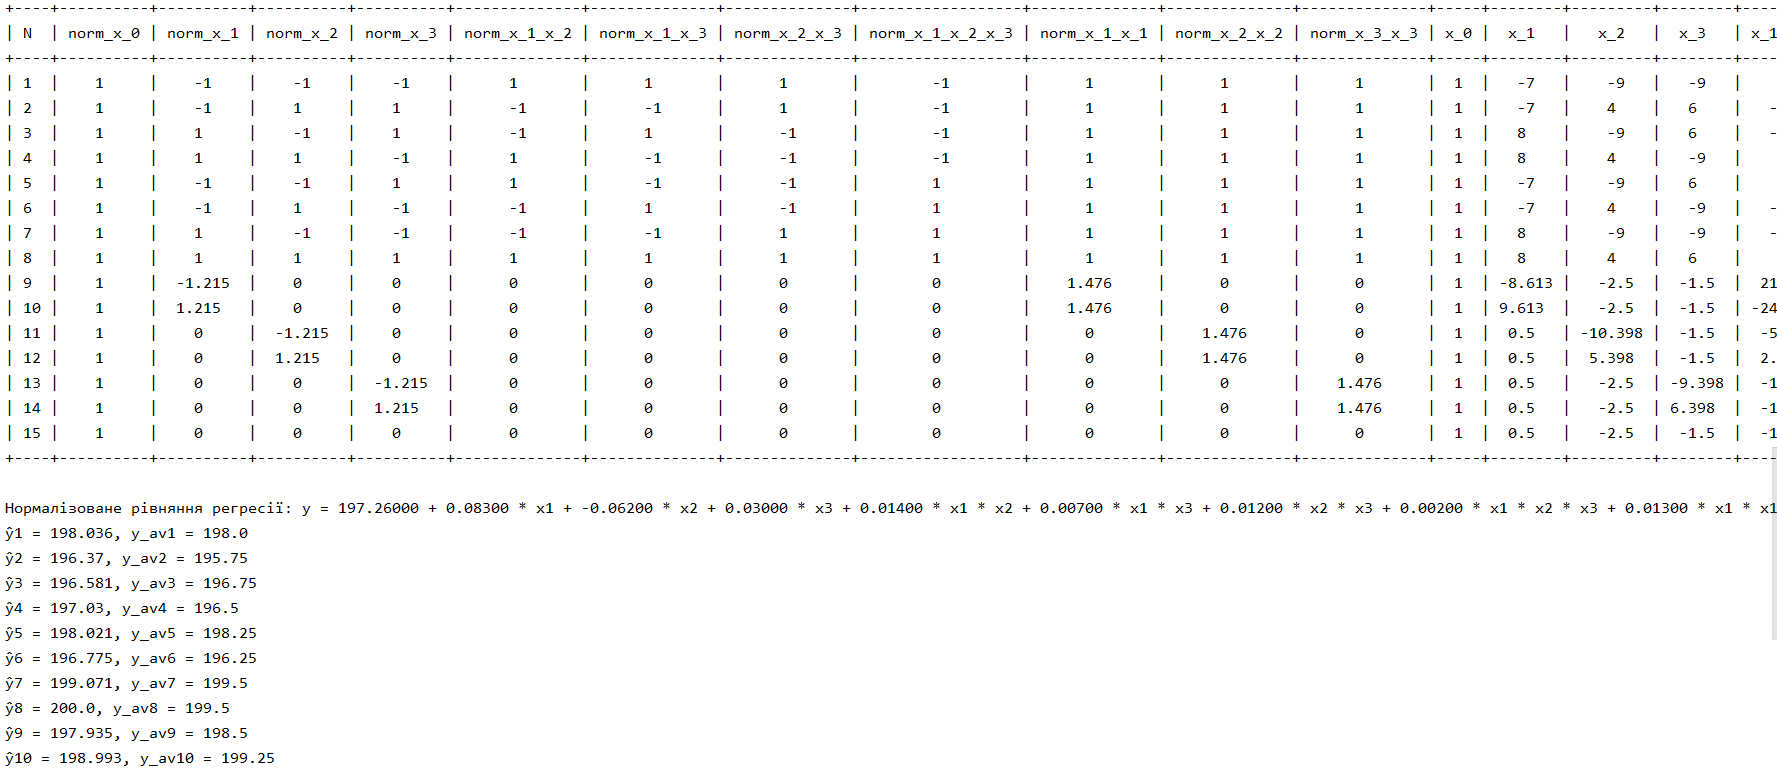 +----+----------+----------+----------+----------+--------------+--------------+--------------+------------------+--------------+--------------+--------------+-----+--------+---------+--------+----
| N  | norm_x_0 | norm_x_1 | norm_x_2 | norm_x_3 | norm_x_1_x_2 | norm_x_1_x_3 | norm_x_2_x_3 | norm_x_1_x_2_x_3 | norm_x_1_x_1 | norm_x_2_x_2 | norm_x_3_x_3 | x_0 |  x_1   |   x_2   |  x_3   | x_1
+----+----------+----------+----------+----------+--------------+--------------+--------------+------------------+--------------+--------------+--------------+-----+--------+---------+--------+----
| 1  |    1     |    -1    |    -1    |    -1    |      1       |      1       |      1       |        -1        |      1       |      1       |      1       |  1  |   -7   |    -9   |   -9   |
| 2  |    1     |    -1    |    1     |    1     |      -1      |      -1      |      1       |        -1        |      1       |      1       |      1       |  1  |   -7   |    4    |   6    |  -
| 3  |    1     |    1     |    -1    |    1     |      -1      |      1       |      -1      |        -1        |      1       |      1       |      1       |  1  |   8    |    -9   |   6    |  -
| 4  |    1     |    1     |    1     |    -1    |      1       |      -1      |      -1      |        -1        |      1       |      1       |      1       |  1  |   8    |    4    |   -9   |
| 5  |    1     |    -1    |    -1    |    1     |      1       |      -1      |      -1      |        1         |      1       |      1       |      1       |  1  |   -7   |    -9   |   6    |
| 6  |    1     |    -1    |    1     |    -1    |      -1      |      1       |      -1      |        1         |      1       |      1       |      1       |  1  |   -7   |    4    |   -9   |  -
| 7  |    1     |    1     |    -1    |    -1    |      -1      |      -1      |      1       |        1         |      1       |      1       |      1       |  1  |   8    |    -9   |   -9   |  -
| 8  |    1     |    1     |    1     |    1     |      1       |      1       |      1       |        1         |      1       |      1       |      1       |  1  |   8    |    4    |   6    |
| 9  |    1     |  -1.215  |    0     |    0     |      0       |      0       |      0       |        0         |    1.476     |      0       |      0       |  1  | -8.613 |   -2.5  |  -1.5  | 21
| 10 |    1     |  1.215   |    0     |    0     |      0       |      0       |      0       |        0         |    1.476     |      0       |      0       |  1  | 9.613  |   -2.5  |  -1.5  | -24
| 11 |    1     |    0     |  -1.215  |    0     |      0       |      0       |      0       |        0         |      0       |    1.476     |      0       |  1  |  0.5   | -10.398 |  -1.5  | -5
| 12 |    1     |    0     |  1.215   |    0     |      0       |      0       |      0       |        0         |      0       |    1.476     |      0       |  1  |  0.5   |  5.398  |  -1.5  | 2.
| 13 |    1     |    0     |    0     |  -1.215  |      0       |      0       |      0       |        0         |      0       |      0       |    1.476     |  1  |  0.5   |   -2.5  | -9.398 |  -1
| 14 |    1     |    0     |    0     |  1.215   |      0       |      0       |      0       |        0         |      0       |      0       |    1.476     |  1  |  0.5   |   -2.5  | 6.398  |  -1
| 15 |    1     |    0     |    0     |    0     |      0       |      0       |      0       |        0         |      0       |      0       |      0       |  1  |  0.5   |   -2.5  |  -1.5  |  -1
+----+----------+----------+----------+----------+--------------+--------------+--------------+------------------+--------------+--------------+--------------+-----+--------+---------+--------+----
Нормалізоване рівняння регресії: y = 197.26000 + 0.08300 * x1 + -0.06200 * x2 + 0.03000 * x3 + 0.01400 * x1 * x2 + 0.00700 * x1 * x3 + 0.01200 * x2 * x3 + 0.00200 * x1 * x2 * x3 + 0.01300 * x1 * x1
ŷ1 = 198.036, y_av1 = 198.0
ŷ2 = 196.37, y_av2 = 195.75
ŷ3 = 196.581, y_av3 = 196.75
ŷ4 = 197.03, y_av4 = 196.5
ŷ5 = 198.021, y_av5 = 198.25
ŷ6 = 196.775, y_av6 = 196.25
ŷ7 = 199.071, y_av7 = 199.5
ŷ8 = 200.0, y_av8 = 199.5
ŷ9 = 197.935, y_av9 = 198.5
ŷ10 = 198.993, y_av10 = 199.25